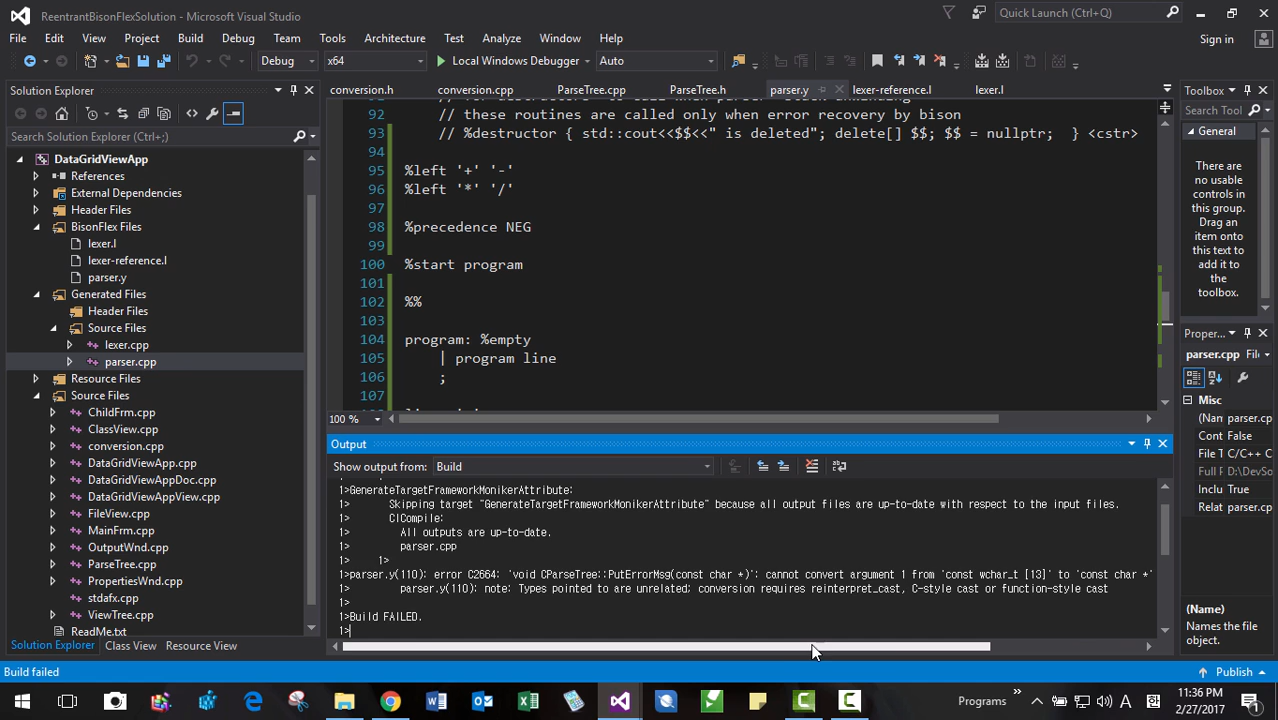 ReentrantBisonFlexSolution - Microsoft Visual Studio
Quick Launch (Ctrl+Q)
File Edit View Project Build Debug Team Tools Architecture Test Analyze Window Help
Sign in
Debug x64 Local Windows Debugger Auto
Solution Explorer
Search Solution Explorer (Ctrl+;)
DataGridViewApp
References
External Dependencies
Header Files
BisonFlex Files
lexer.l
lexer-reference.l
parser.y
Generated Files
Header Files
Source Files
lexer.cpp
parser.cpp
Resource Files
Source Files
ChildFrm.cpp
ClassView.cpp
conversion.cpp
DataGridViewApp.cpp
DataGridViewAppDoc.cpp
DataGridViewAppView.cpp
FileView.cpp
MainFrm.cpp
OutputWnd.cpp
ParseTree.cpp
PropertiesWnd.cpp
stdafx.cpp
ViewTree.cpp
ReadMe.txt
Solution Explorer Class View Resource View
conversion.h conversion.cpp ParseTree.cpp ParseTree.h parser.y lexer-reference.l lexer.l
92 // these routines are called only when error recovery by bison
93 // %destructor { std::cout<<$$<<" is deleted"; delete[] $$; $$ = nullptr; } <cstr>
94
95 %left '+' '-'
96 %left '*' '/'
97
98 %precedence NEG
99
100 %start program
101
102 %%
103
104 program: %empty
105 | program line
106 ;
107
100 %
Output
Show output from: Build
1>GenerateTargetFrameworkMonikerAttribute:
1> Skipping target "GenerateTargetFrameworkMonikerAttribute" because all output files are up-to-date with respect to the input files.
1> ClCompile:
1> All outputs are up-to-date.
1> parser.cpp
1> 1>
1>parser.y(110): error C2664: 'void CParseTree::PutErrorMsg(const char *)': cannot convert argument 1 from 'const wchar_t [13]' to 'const char *'
1> parser.y(110): note: Types pointed to are unrelated; conversion requires reinterpret_cast, C-style cast or function-style cast
1>
1>Build FAILED.
1>
Toolbox
Search Tool
General
There are
no usable
controls in
this group.
Drag an
item onto
this text to
add it to
the
toolbox.
Proper...
parser.cpp Fil
Misc
(Nan parser.cp
Cont False
File T C/C++ C
Full P D:\DevSo
Inclu True
Relat parser.cp
(Name)
Names the file
object.
Build failed
Publish
Programs
A
11:36 PM
2/27/2017